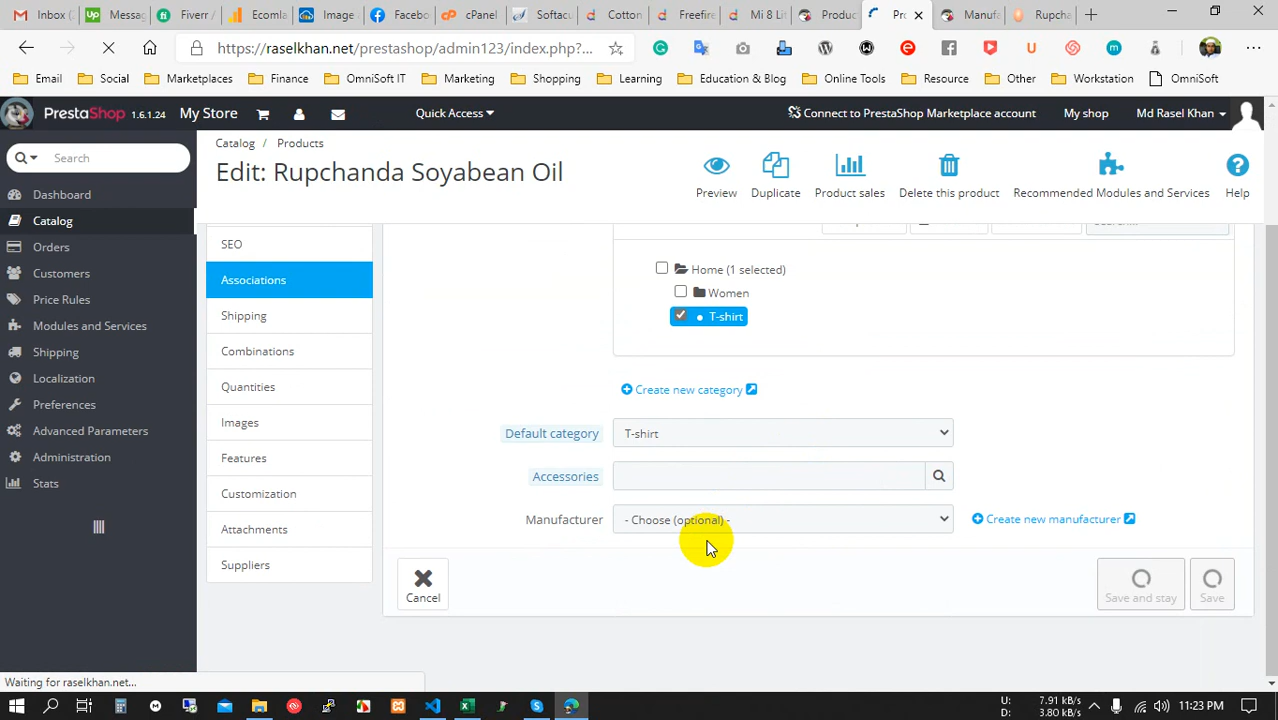 Inbox ( Messag Fiverr / Ecomla Image Facebo cPanel Softacu Cotton Freefire Mi 8 Lit Produc Pro Manufa Rupcha
https://raselkhan.net/prestashop/admin123/index.php?...
Email Social Marketplaces Finance OmniSoft IT Marketing Shopping Learning Education & Blog Online Tools Resource Other Workstation OmniSoft
PrestaShop 1.6.1.24 My Store Quick Access Connect to PrestaShop Marketplace account My shop Md Rasel Khan
Search
Catalog / Products
Edit: Rupchanda Soyabean Oil
Preview Duplicate Product sales Delete this product Recommended Modules and Services Help
Dashboard
Catalog
Orders
Customers
Price Rules
Modules and Services
Shipping
Localization
Preferences
Advanced Parameters
Administration
Stats
SEO
Associations
Shipping
Combinations
Quantities
Images
Features
Customization
Attachments
Suppliers
Home (1 selected)
Women
T-shirt
Create new category
Default category T-shirt
Accessories
Manufacturer - Choose (optional) - Create new manufacturer
Cancel Save and stay Save
Waiting for raselkhan.net...
U: 7.91 kB/s
D: 3.80 kB/s
11:23 PM